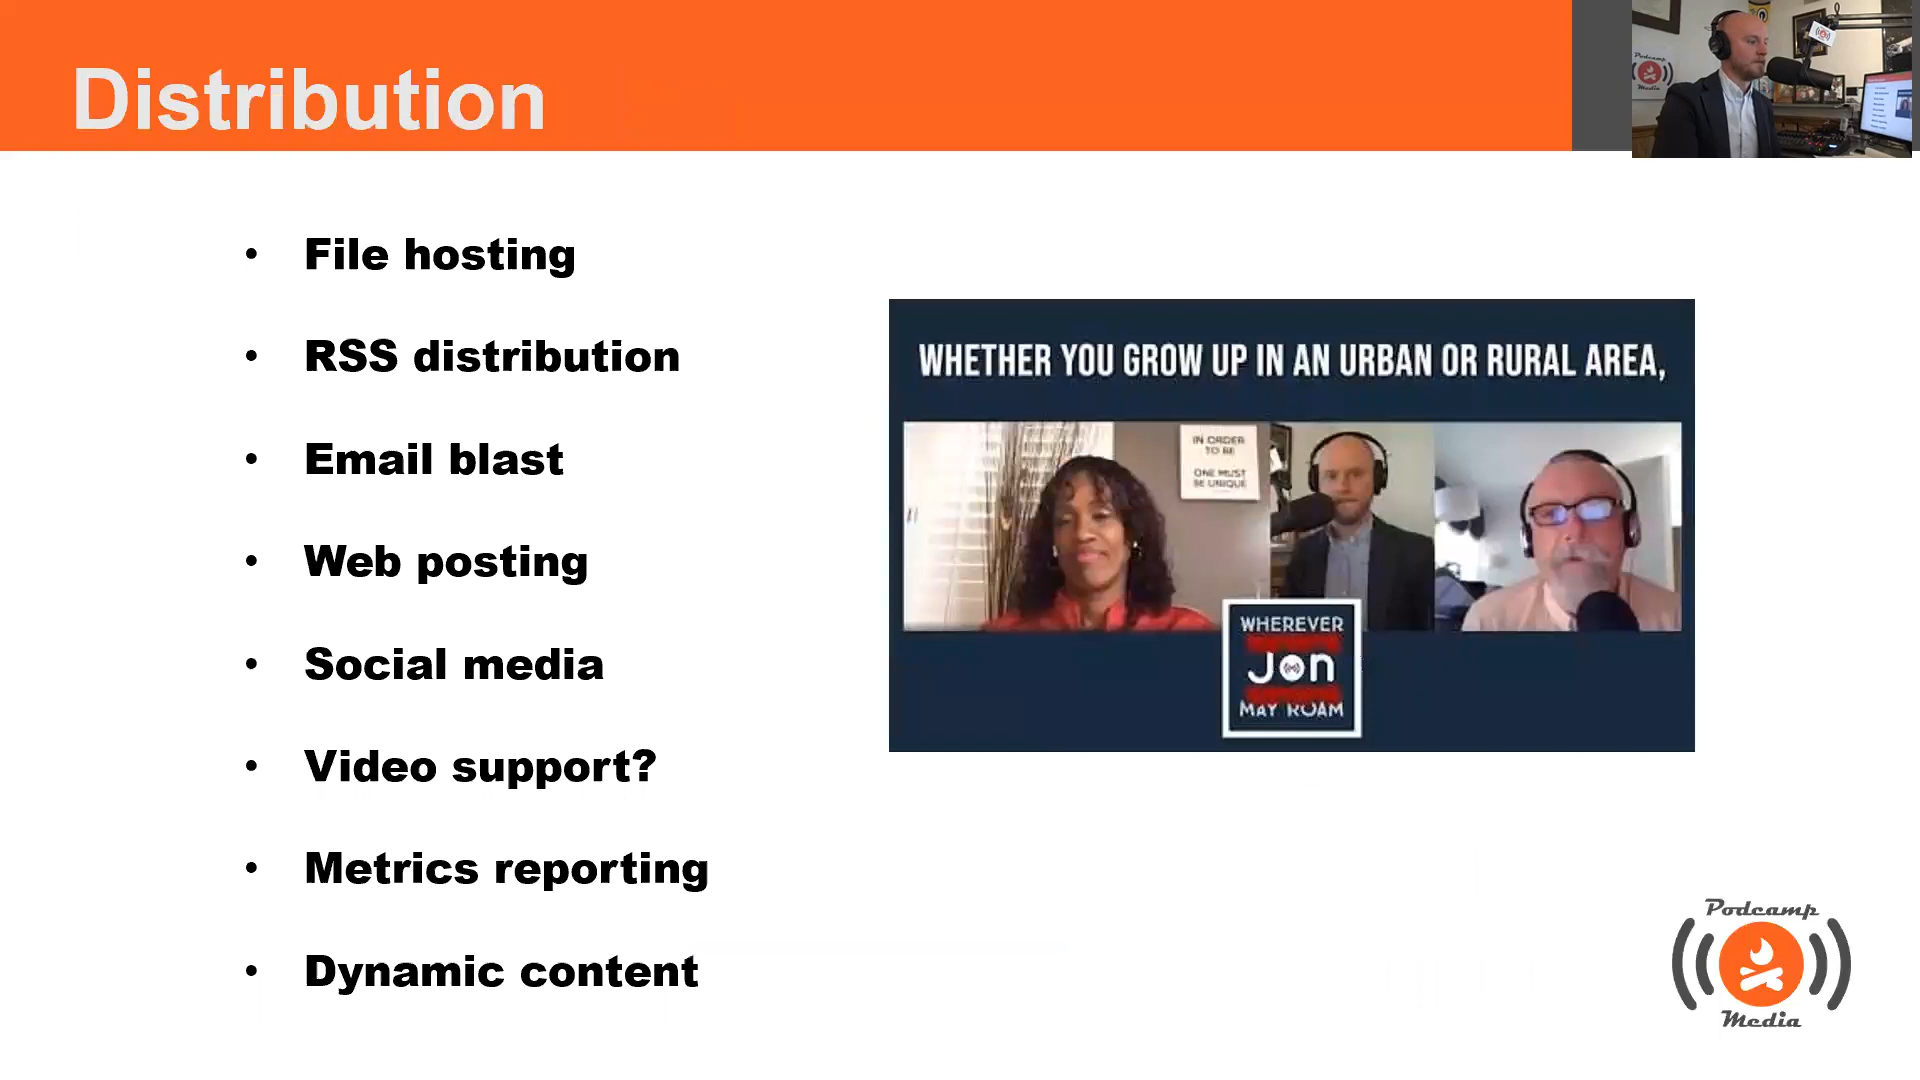 Distribution
Podcamp
Media
• File hosting
• RSS distribution
• Email blast
• Web posting
• Social media
• Video support?
• Metrics reporting
• Dynamic content
WHETHER YOU GROW UP IN AN URBAN OR RURAL AREA,
IN ORDER
TO BE
ONE MUST
BE UNIQUE
WHEREVER
Jon
MAY ROAM
Podcamp
Media